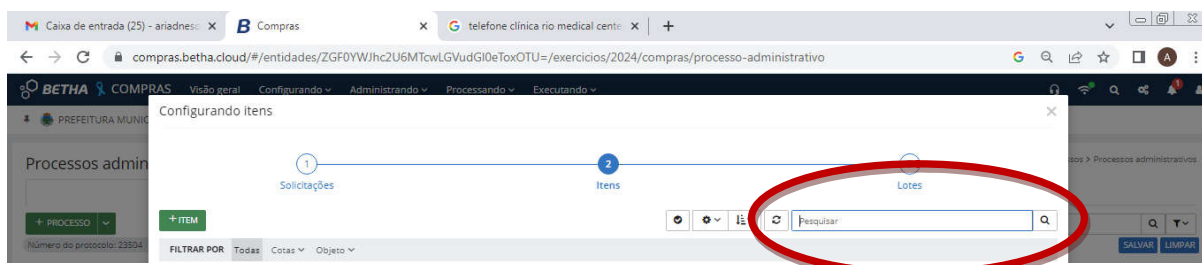 Caixa de entrada (25) - ariadnesc
Compras
telefone clínica rio medical cente
compras.betha.cloud/#/entidades/ZGF0YWJhc2U6MTcwLGVudGl0eToxOTU=/exercicios/2024/compras/processo-administrativo
A
BETHA COMPRAS Visão geral Configurando Administrando Processando Executando
PREFEITURA MUNIC
Configurando itens
Processos admin
1
2
Solicitações
Itens
Lotes
Processos administrativos
+ PROCESSO
+ ITEM
Pesquisar
Número do protocolo: 23504
FILTRAR POR Todas Cotas Objeto
SALVAR LIMPAR